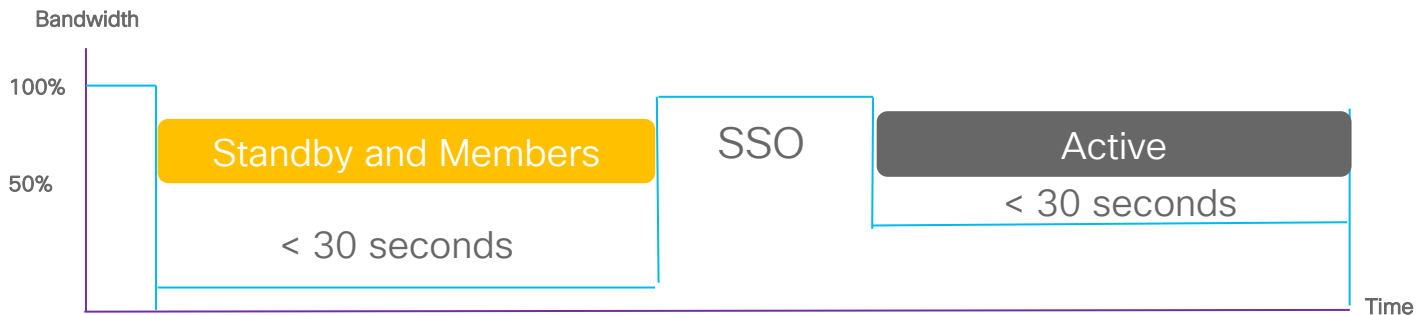 Bandwidth
100%
Standby and Members
SSO
Active
50%
< 30 seconds
< 30 seconds
Time